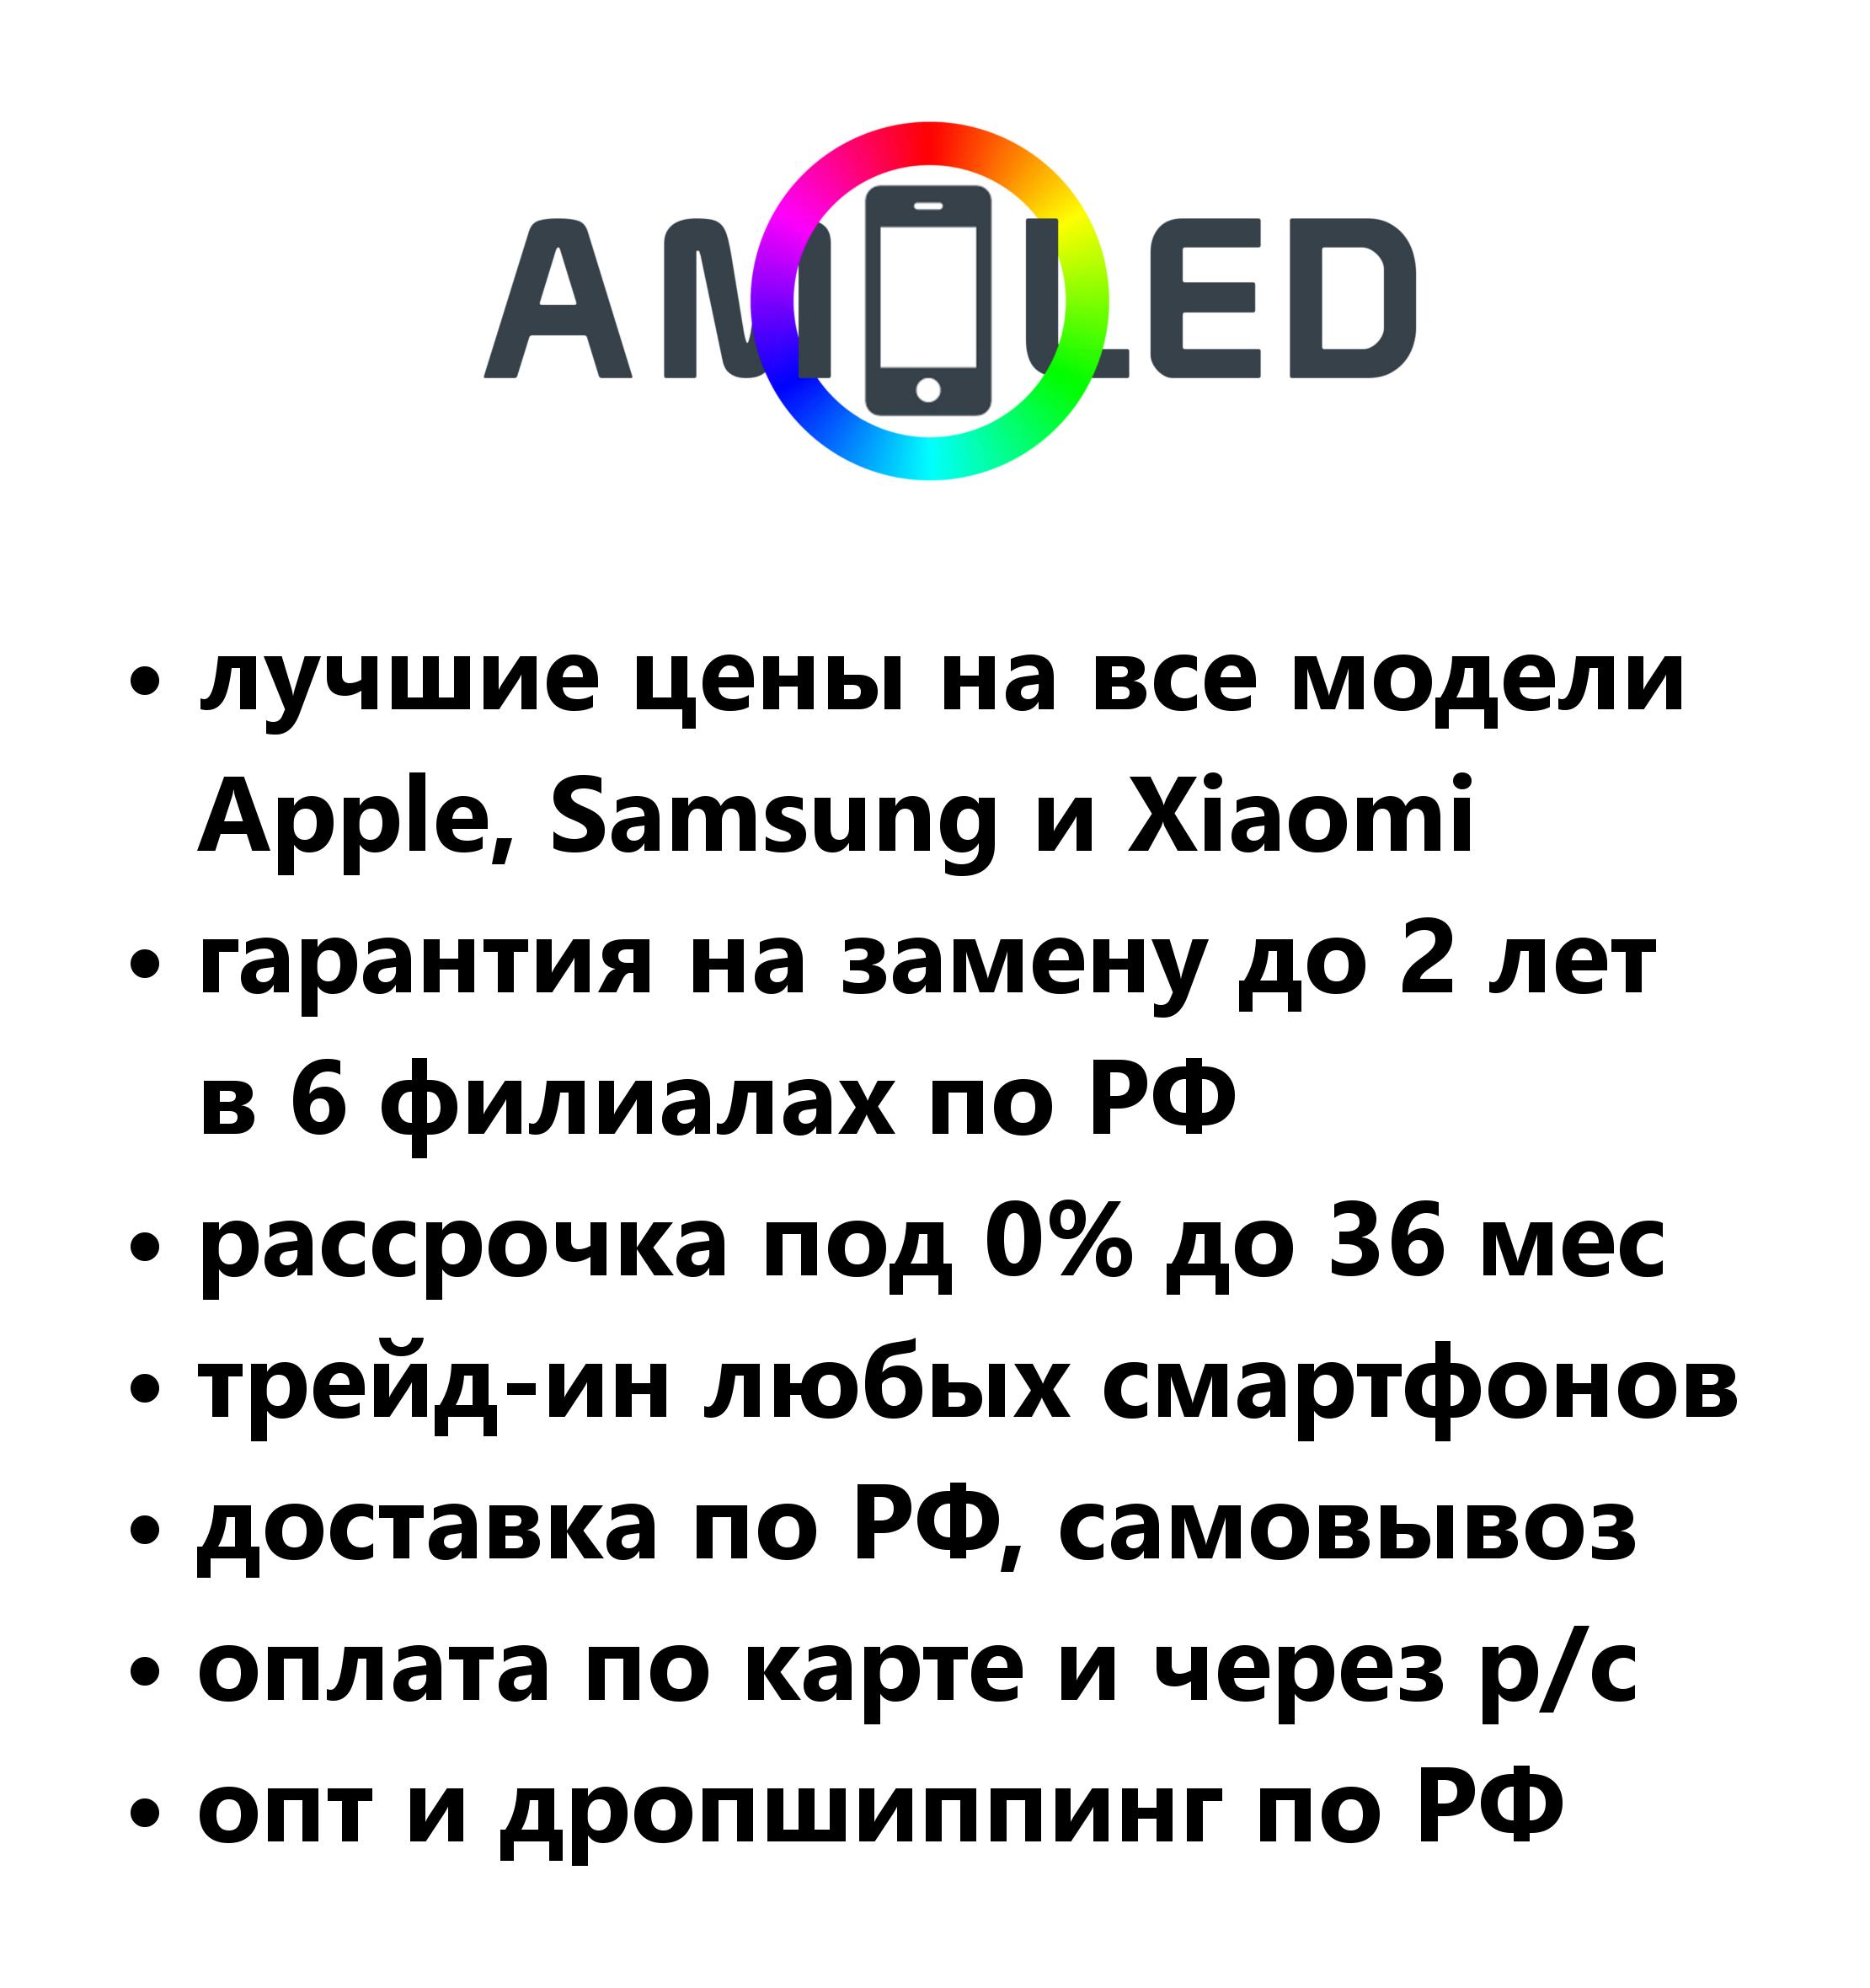 AMOLED
• лучшие цены на все модели
Apple, Samsung и Xiaomi
• гарантия на замену до 2 лет
в 6 филиалах по РФ
• рассрочка под 0% до 36 мес
• трейд-ин любых смартфонов
• доставка по РФ, самовывоз
• оплата по карте и через р/с
• опт и дропшиппинг по РФ